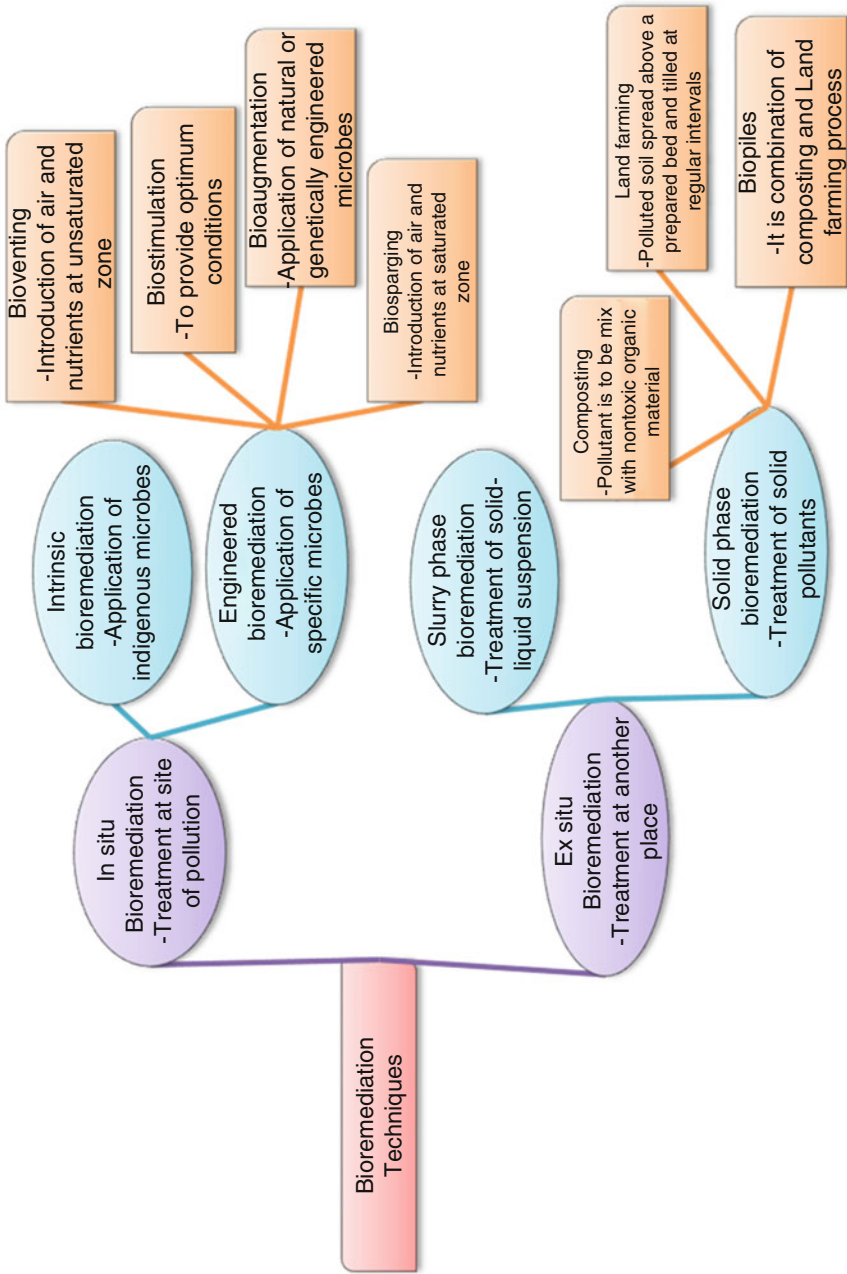 Bioremediation
Techniques
In situ
Bioremediation
-Treatment at site
of pollution
Ex situ
Bioremediation
-Treatment at another
place
Intrinsic
bioremediation
-Application of
indigenous microbes
Engineered
bioremediation
-Application of
specific microbes
Slurry phase
bioremediation
-Treatment of solid-
liquid suspension
Solid phase
bioremediation
-Treatment of solid
pollutants
Bioventing
-Introduction of air and
nutrients at unsaturated
zone
Biostimulation
-To provide optimum
conditions
Bioaugmentation
-Application of natural or
genetically engineered
microbes
Biosparging
-Introduction of air and
nutrients at saturated
zone
Composting
-Pollutant is to be mix
with nontoxic organic
material
Land farming
-Polluted soil spread above a
prepared bed and tilled at
regular intervals
Biopiles
-It is combination of
composting and Land
farming process